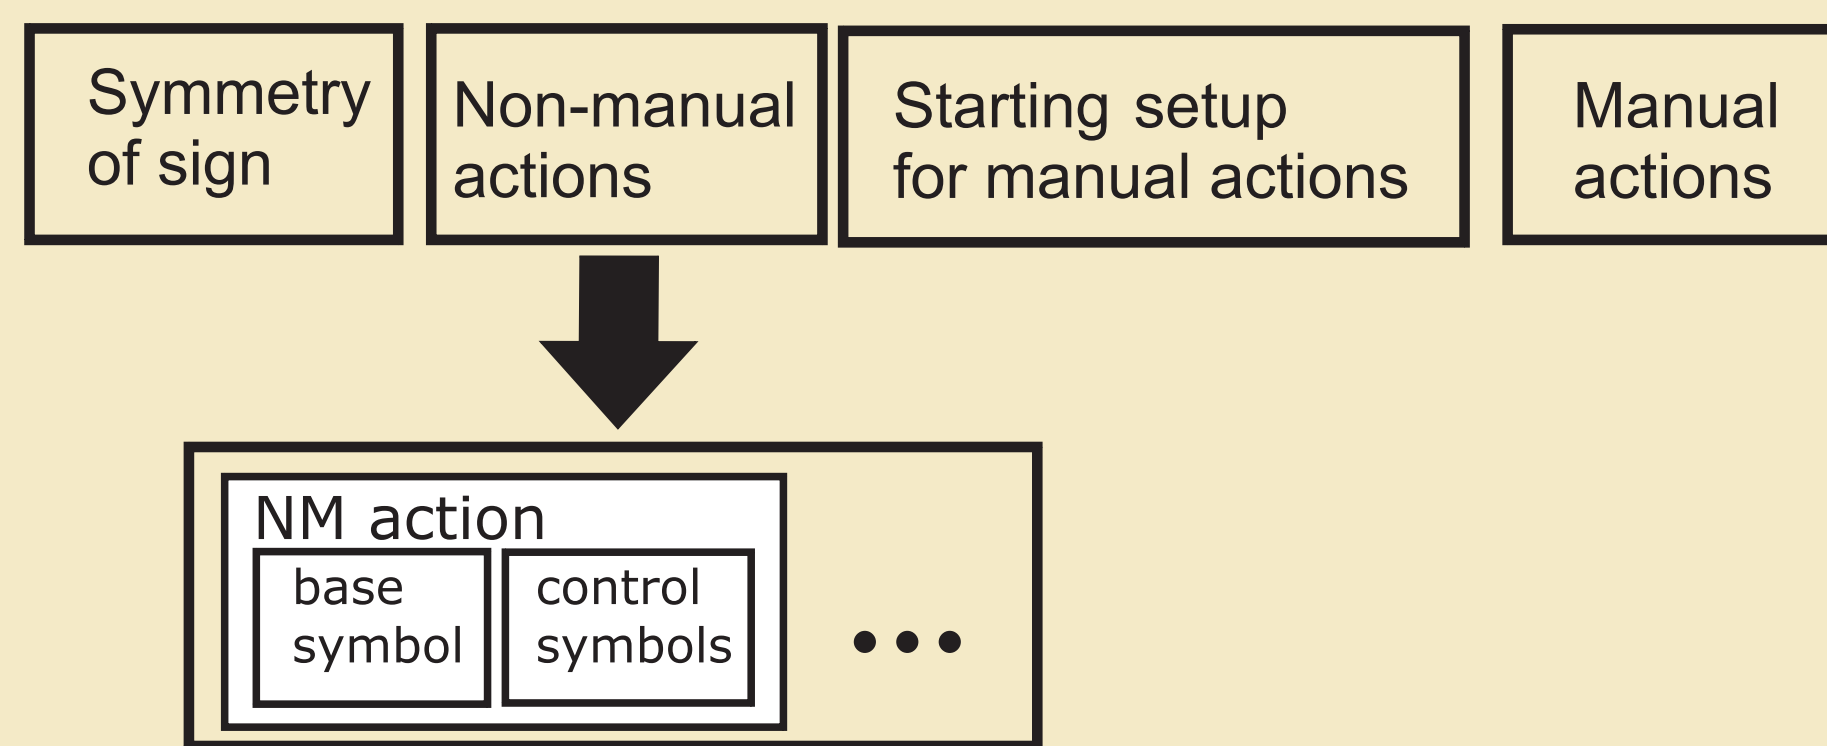 Symmetry
of sign
Non-manual
actions
Starting setup
for manual actions
Manual
actions
NM action
base
symbol
control
symbols
•••